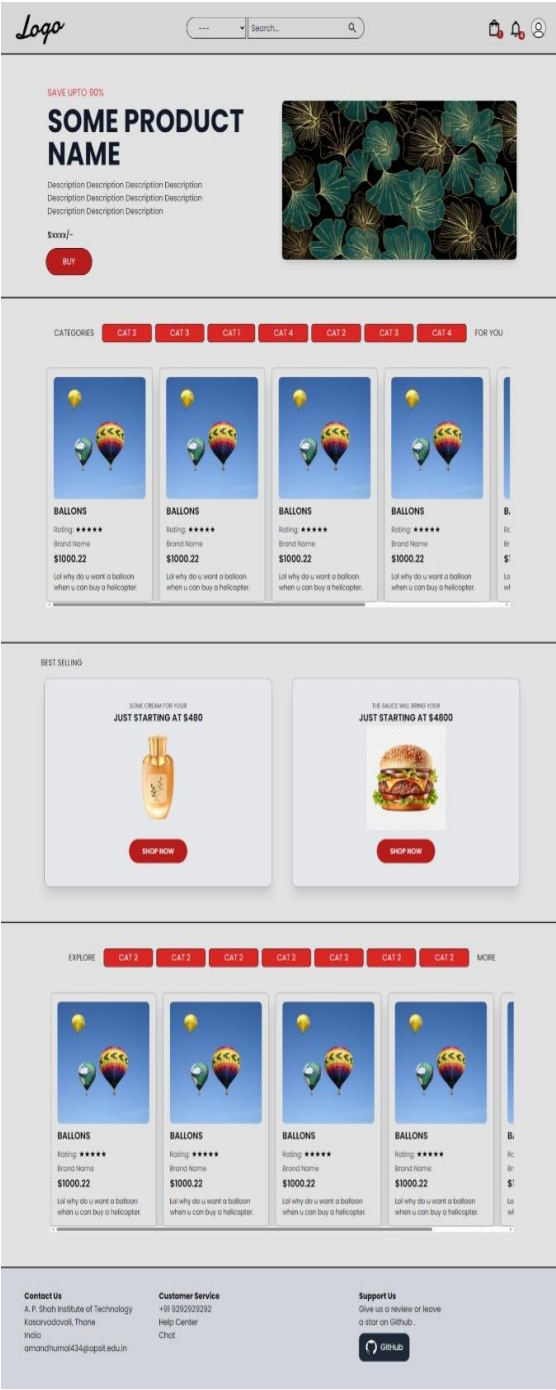 Logo
---
Search...
SAVE UPTO 90%
SOME PRODUCT
NAME
Description Description Description Description
Description Description Description Description
Description Description Description
$xxxx/-
BUY
CATEGORIES CAT 2 CAT 3 CAT 1 CAT 4 CAT 2 CAT 3 CAT 4 FOR YOU
BALLONS BALLONS BALLONS BALLONS B
Rating: ★★★★★ Rating: ★★★★★ Rating: ★★★★★ Rating: ★★★★★ Rc
Brand Name Brand Name Brand Name Brand Name Br
$1000.22 $1000.22 $1000.22 $1000.22 $1
Lol why do u want a balloon Lol why do u want a balloon Lol why do u want a balloon Lol why do u want a balloon Lo
when u can buy a helicopter. when u can buy a helicopter. when u can buy a helicopter. when u can buy a helicopter. wl
BEST SELLING
SOME CREAM FOR YOUR
JUST STARTING AT $480
SHOP NOW
THE SAUCE WILL BRING YOUR
JUST STARTING AT $4800
SHOP NOW
EXPLORE CAT 2 CAT 2 CAT 2 CAT 2 CAT 2 CAT 2 CAT 2 MORE
BALLONS BALLONS BALLONS BALLONS B
Rating: ★★★★★ Rating: ★★★★★ Rating: ★★★★★ Rating: ★★★★★ Rc
Brand Name Brand Name Brand Name Brand Name Br
$1000.22 $1000.22 $1000.22 $1000.22 $1
Lol why do u want a balloon Lol why do u want a balloon Lol why do u want a balloon Lol why do u want a balloon Lo
when u can buy a helicopter. when u can buy a helicopter. when u can buy a helicopter. when u can buy a helicopter. wl
Contact Us
A. P. Shah Institute of Technology
Kasarvadavali, Thane
India
amandhumal434@apsit.edu.in
Customer Service
+91 9292929292
Help Center
Chat
Support Us
Give us a review or leave
a star on Github .
GitHub